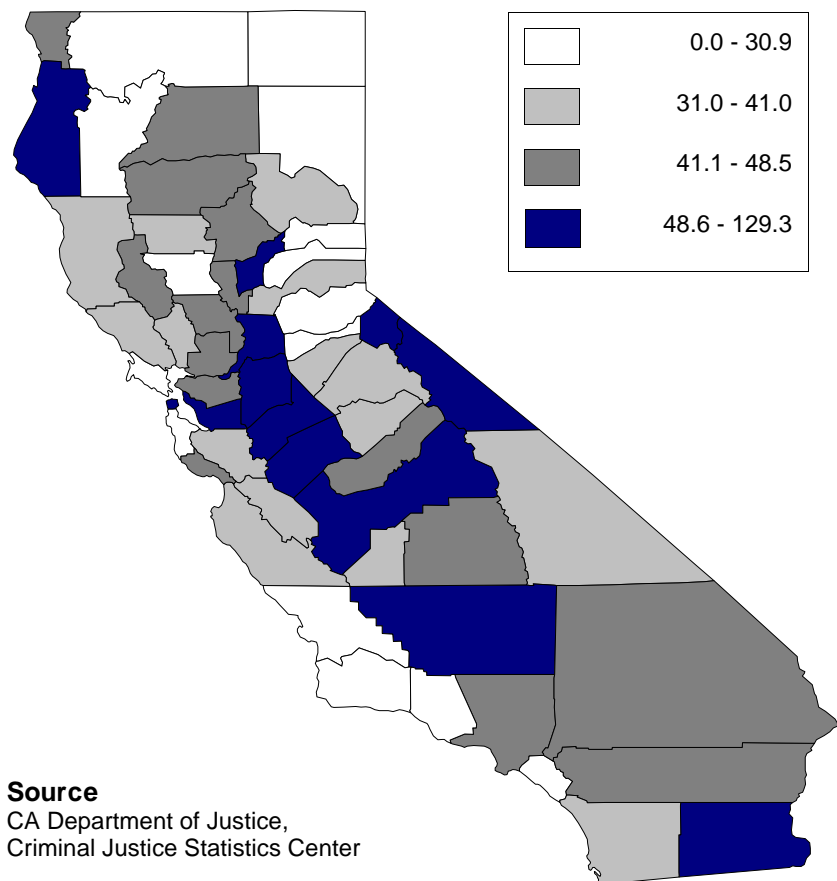 0.0 - 30.9
31.0 - 41.0
41.1 - 48.5
48.6 - 129.3
Source
CA Department of Justice,
Criminal Justice Statistics Center